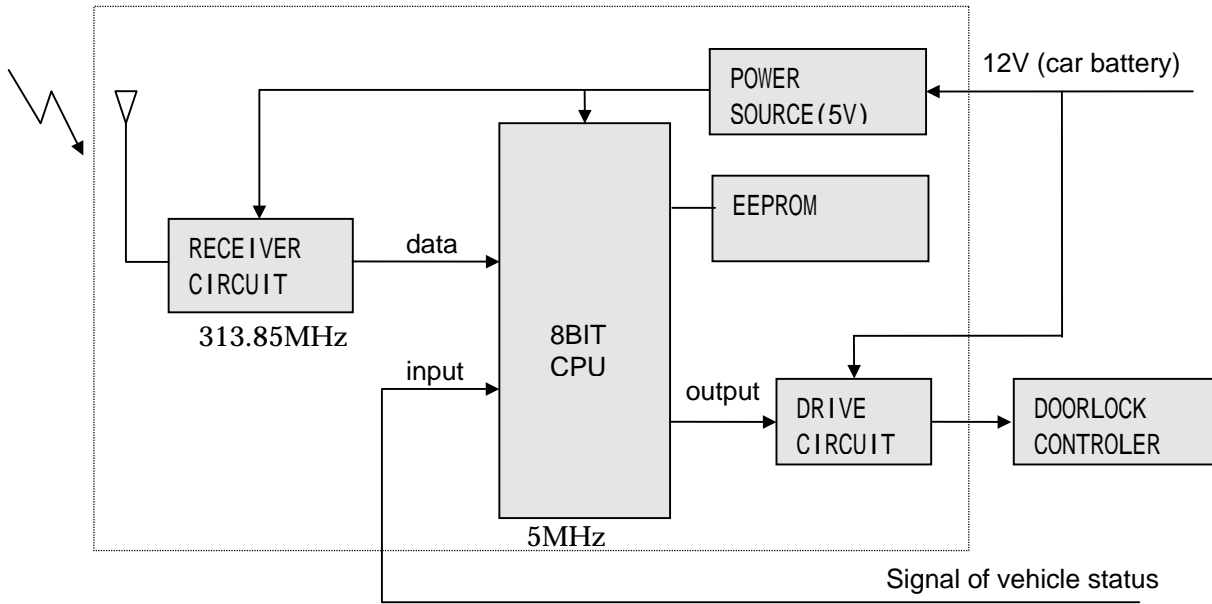 12V (car battery)
POWER
SOURCE(5V)
EEPROM
RECEIVER
CIRCUIT
data
313.85MHz
8BIT
CPU
input
output
DRIVE
CIRCUIT
DOORLOCK
CONTROLER
5MHz
Signal of vehicle status